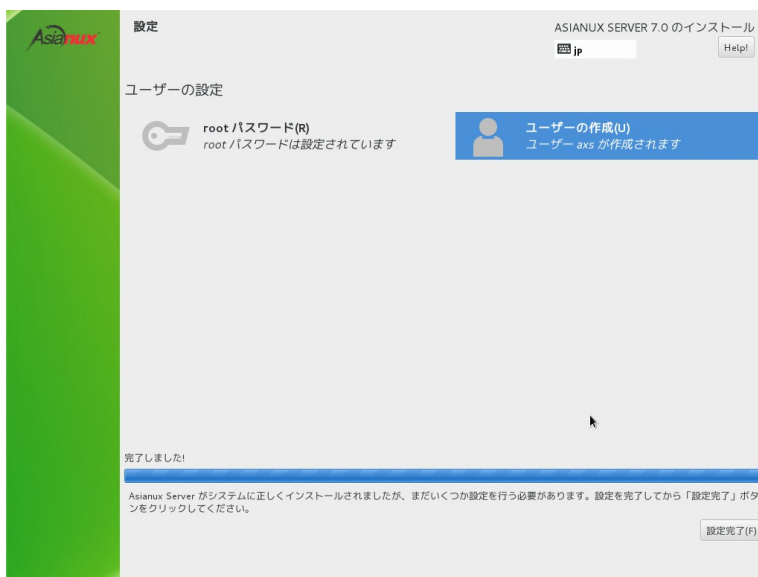 Asianux
設定
ASIANUX SERVER 7.0 のインストール
jp
Help!
ユーザーの設定
root パスワード(R)
root パスワードは設定されています
ユーザーの作成(U)
ユーザー axs が作成されます
完了しました!
Asianux Server がシステムに正しくインストールされましたが、まだいくつか設定を行う必要があります。設定を完了してから「設定完了」ボタ
ンをクリックしてください。
設定完了(F)